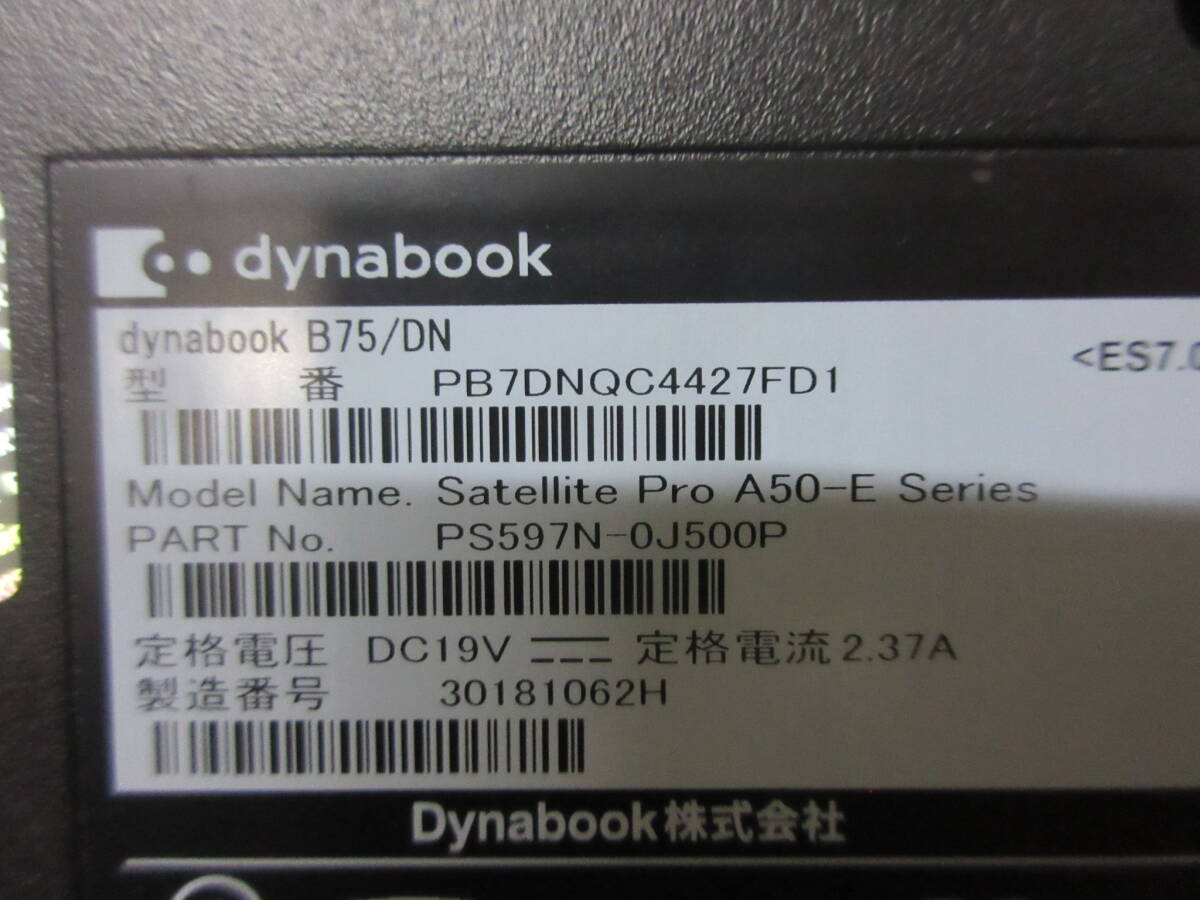 dynabook
dynabook B75/DN
<ES7.0
型 番 PB7DNQC4427FD1
Model Name. Satellite Pro A50-E Series
PART No. PS597N-0J500P
定格電圧 DC19V 定格電流2.37A
製造番号 30181062H
Dynabook株式会社